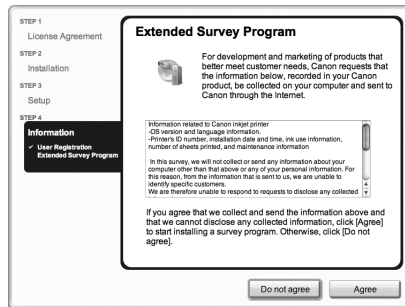 STEP 1
License Agreement
STEP 2
Installation
STEP 3
Setup
STEP 4
Information
✓ User Registration
Extended Survey Program
Extended Survey Program
For development and marketing of products that
better meet customer needs, Canon requests that
the information below, recorded in your Canon
product, be collected on your computer and sent to
Canon through the Internet.
Information related to Canon inkjet printer
-OS version and language information.
-Printer's ID number, installation date and time, ink use information,
number of sheets printed, and maintenance information
In this survey, we will not collect or send any information about your
computer other than that above or any of your personal information. For
this reason, from the information that is sent to us, we are unable to
identify specific customers.
We are therefore unable to respond to requests to disclose any collected
If you agree that we collect and send the information above and
that we cannot disclose any collected information, click [Agree]
to start installing a survey program. Otherwise, click [Do not
agree].
Do not agree
Agree